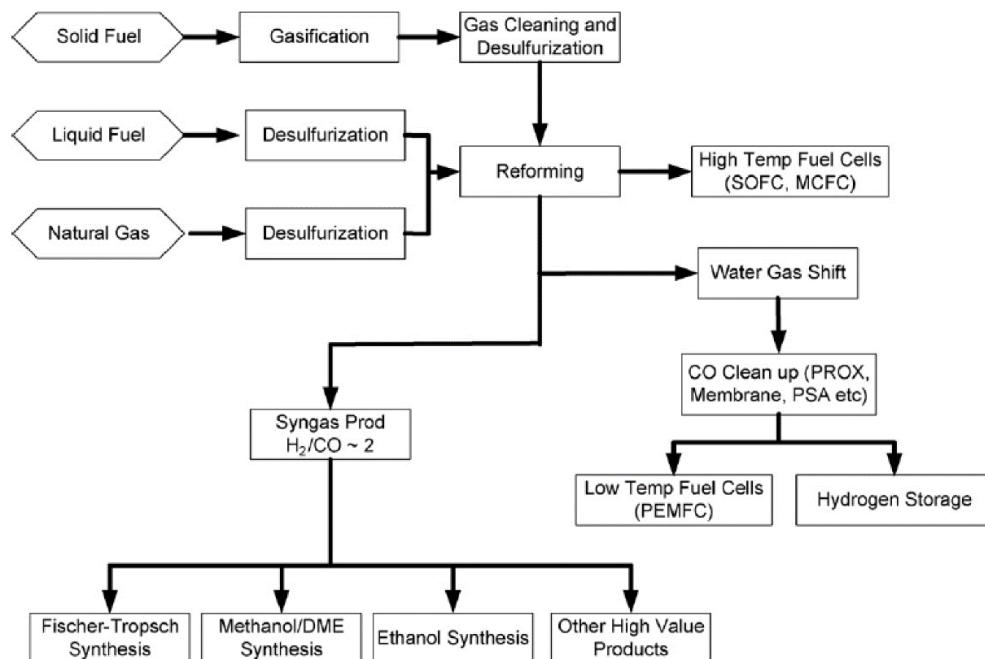 Solid Fuel
Gasification
Gas Cleaning and
Desulfurization
Liquid Fuel
Desulfurization
Reforming
High Temp Fuel Cells
(SOFC, MCFC)
Natural Gas
Desulfurization
Water Gas Shift
CO Clean up (PROX,
Membrane, PSA etc)
Syngas Prod
H₂/CO ~ 2
Low Temp Fuel Cells
(PEMFC)
Hydrogen Storage
Fischer-Tropsch
Synthesis
Methanol/DME
Synthesis
Ethanol Synthesis
Other High Value
Products